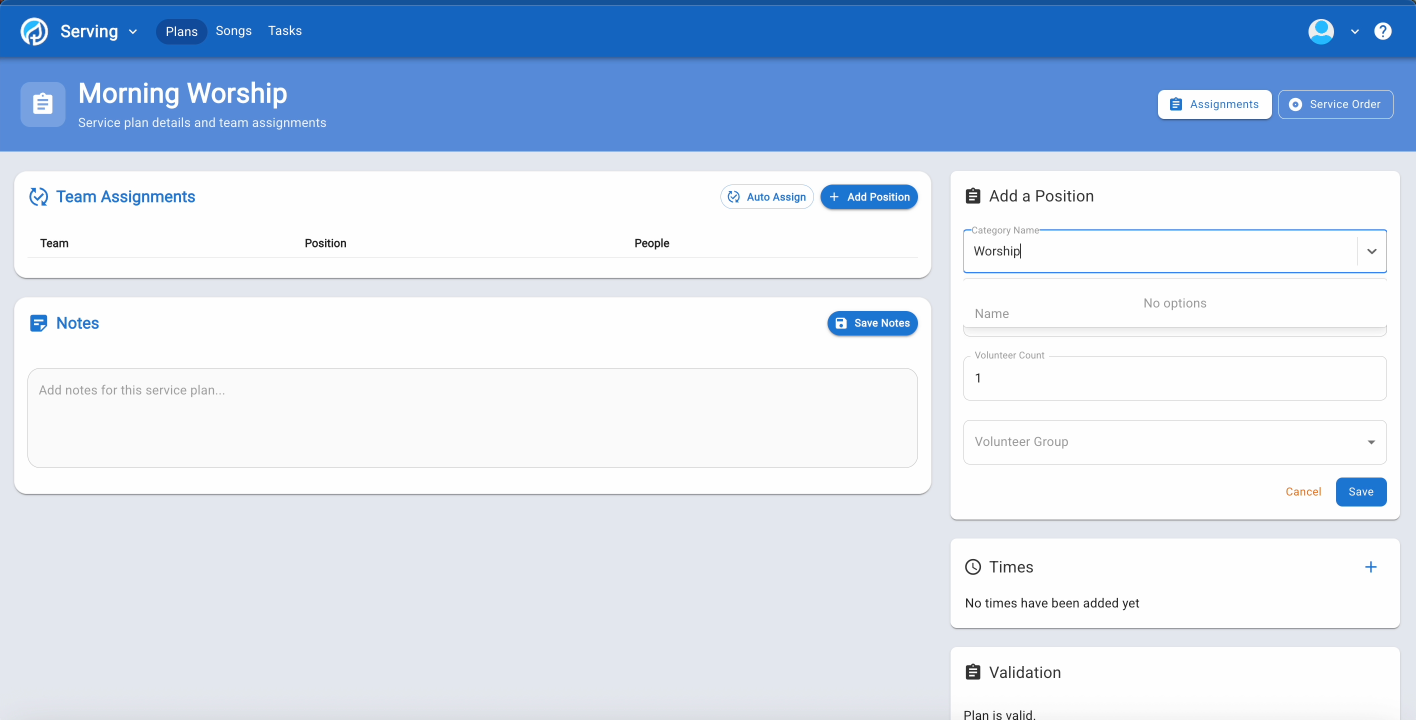 Serving
Plans
Songs
Tasks
Morning Worship
Service plan details and team assignments
Assignments
Service Order
Team Assignments
Auto Assign
Add Position
Team
Position
People
Notes
Save Notes
Add notes for this service plan...
Add a Position
Category Name
Worship
No options
Name
Volunteer Count
1
Volunteer Group
Cancel
Save
Times
No times have been added yet
Validation
Plan is valid.